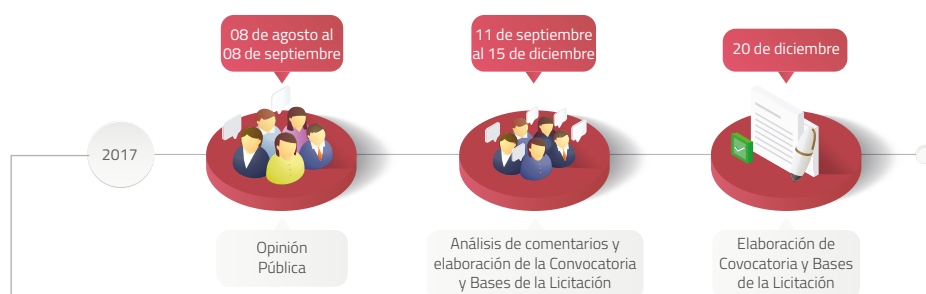 08 de agosto al
08 de septiembre
11 de septiembre
al 15 de diciembre
20 de diciembre
2017
Opinión
Pública
Análisis de comentarios y
elaboración de la Convocatoria
y Bases de la Licitación
Elaboración de
Covocatoria y Bases
de la Licitación